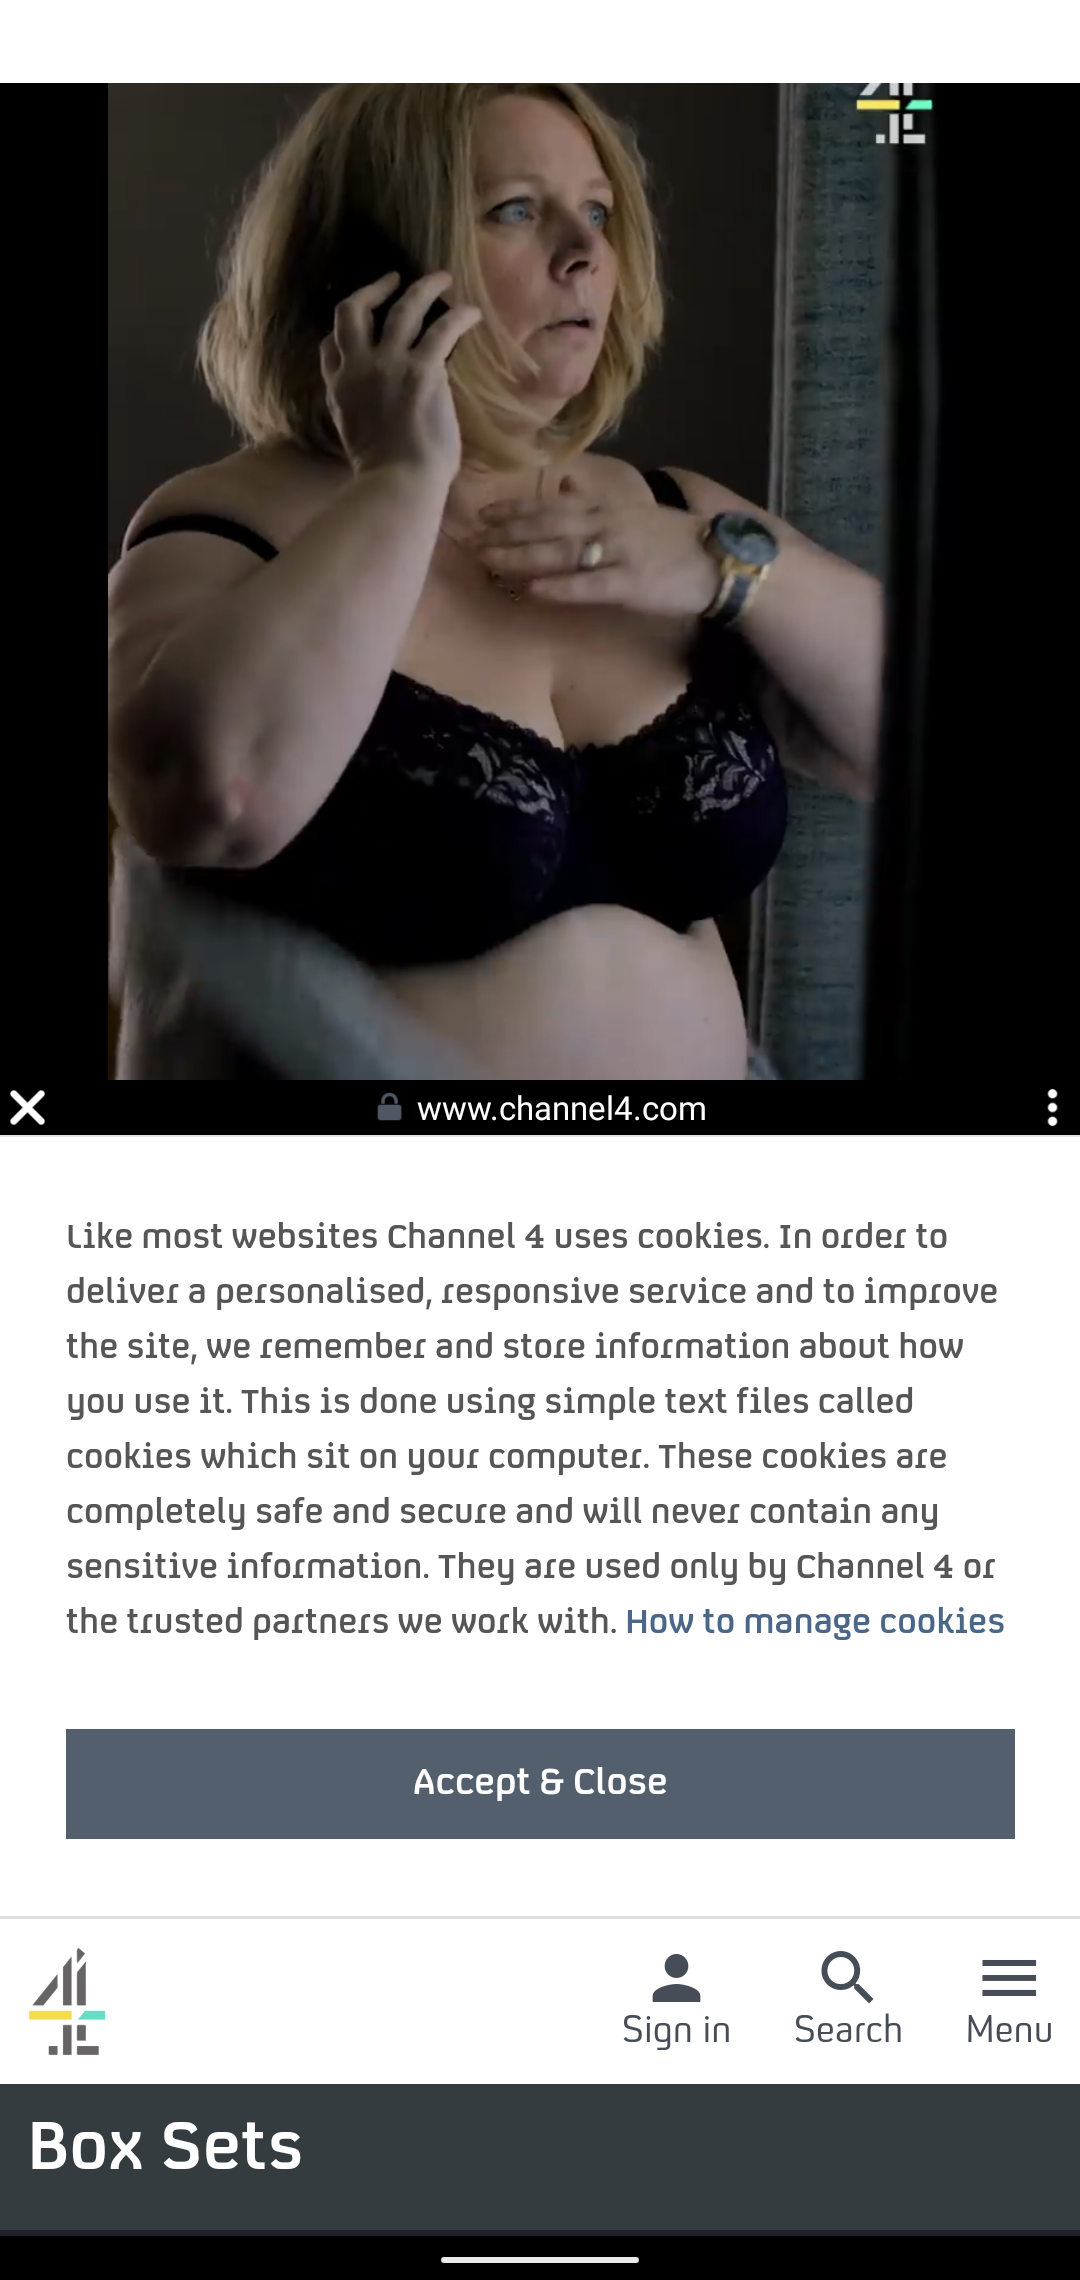 www.channel4.com
Like most websites Channel 4 uses cookies. In order to
deliver a personalised, responsive service and to improve
the site, we remember and store information about how
you use it. This is done using simple text files called
cookies which sit on your computer. These cookies are
completely safe and secure and will never contain any
sensitive information. They are used only by Channel 4 or
the trusted partners we work with. How to manage cookies
Accept & Close
Sign in Search Menu
Box Sets